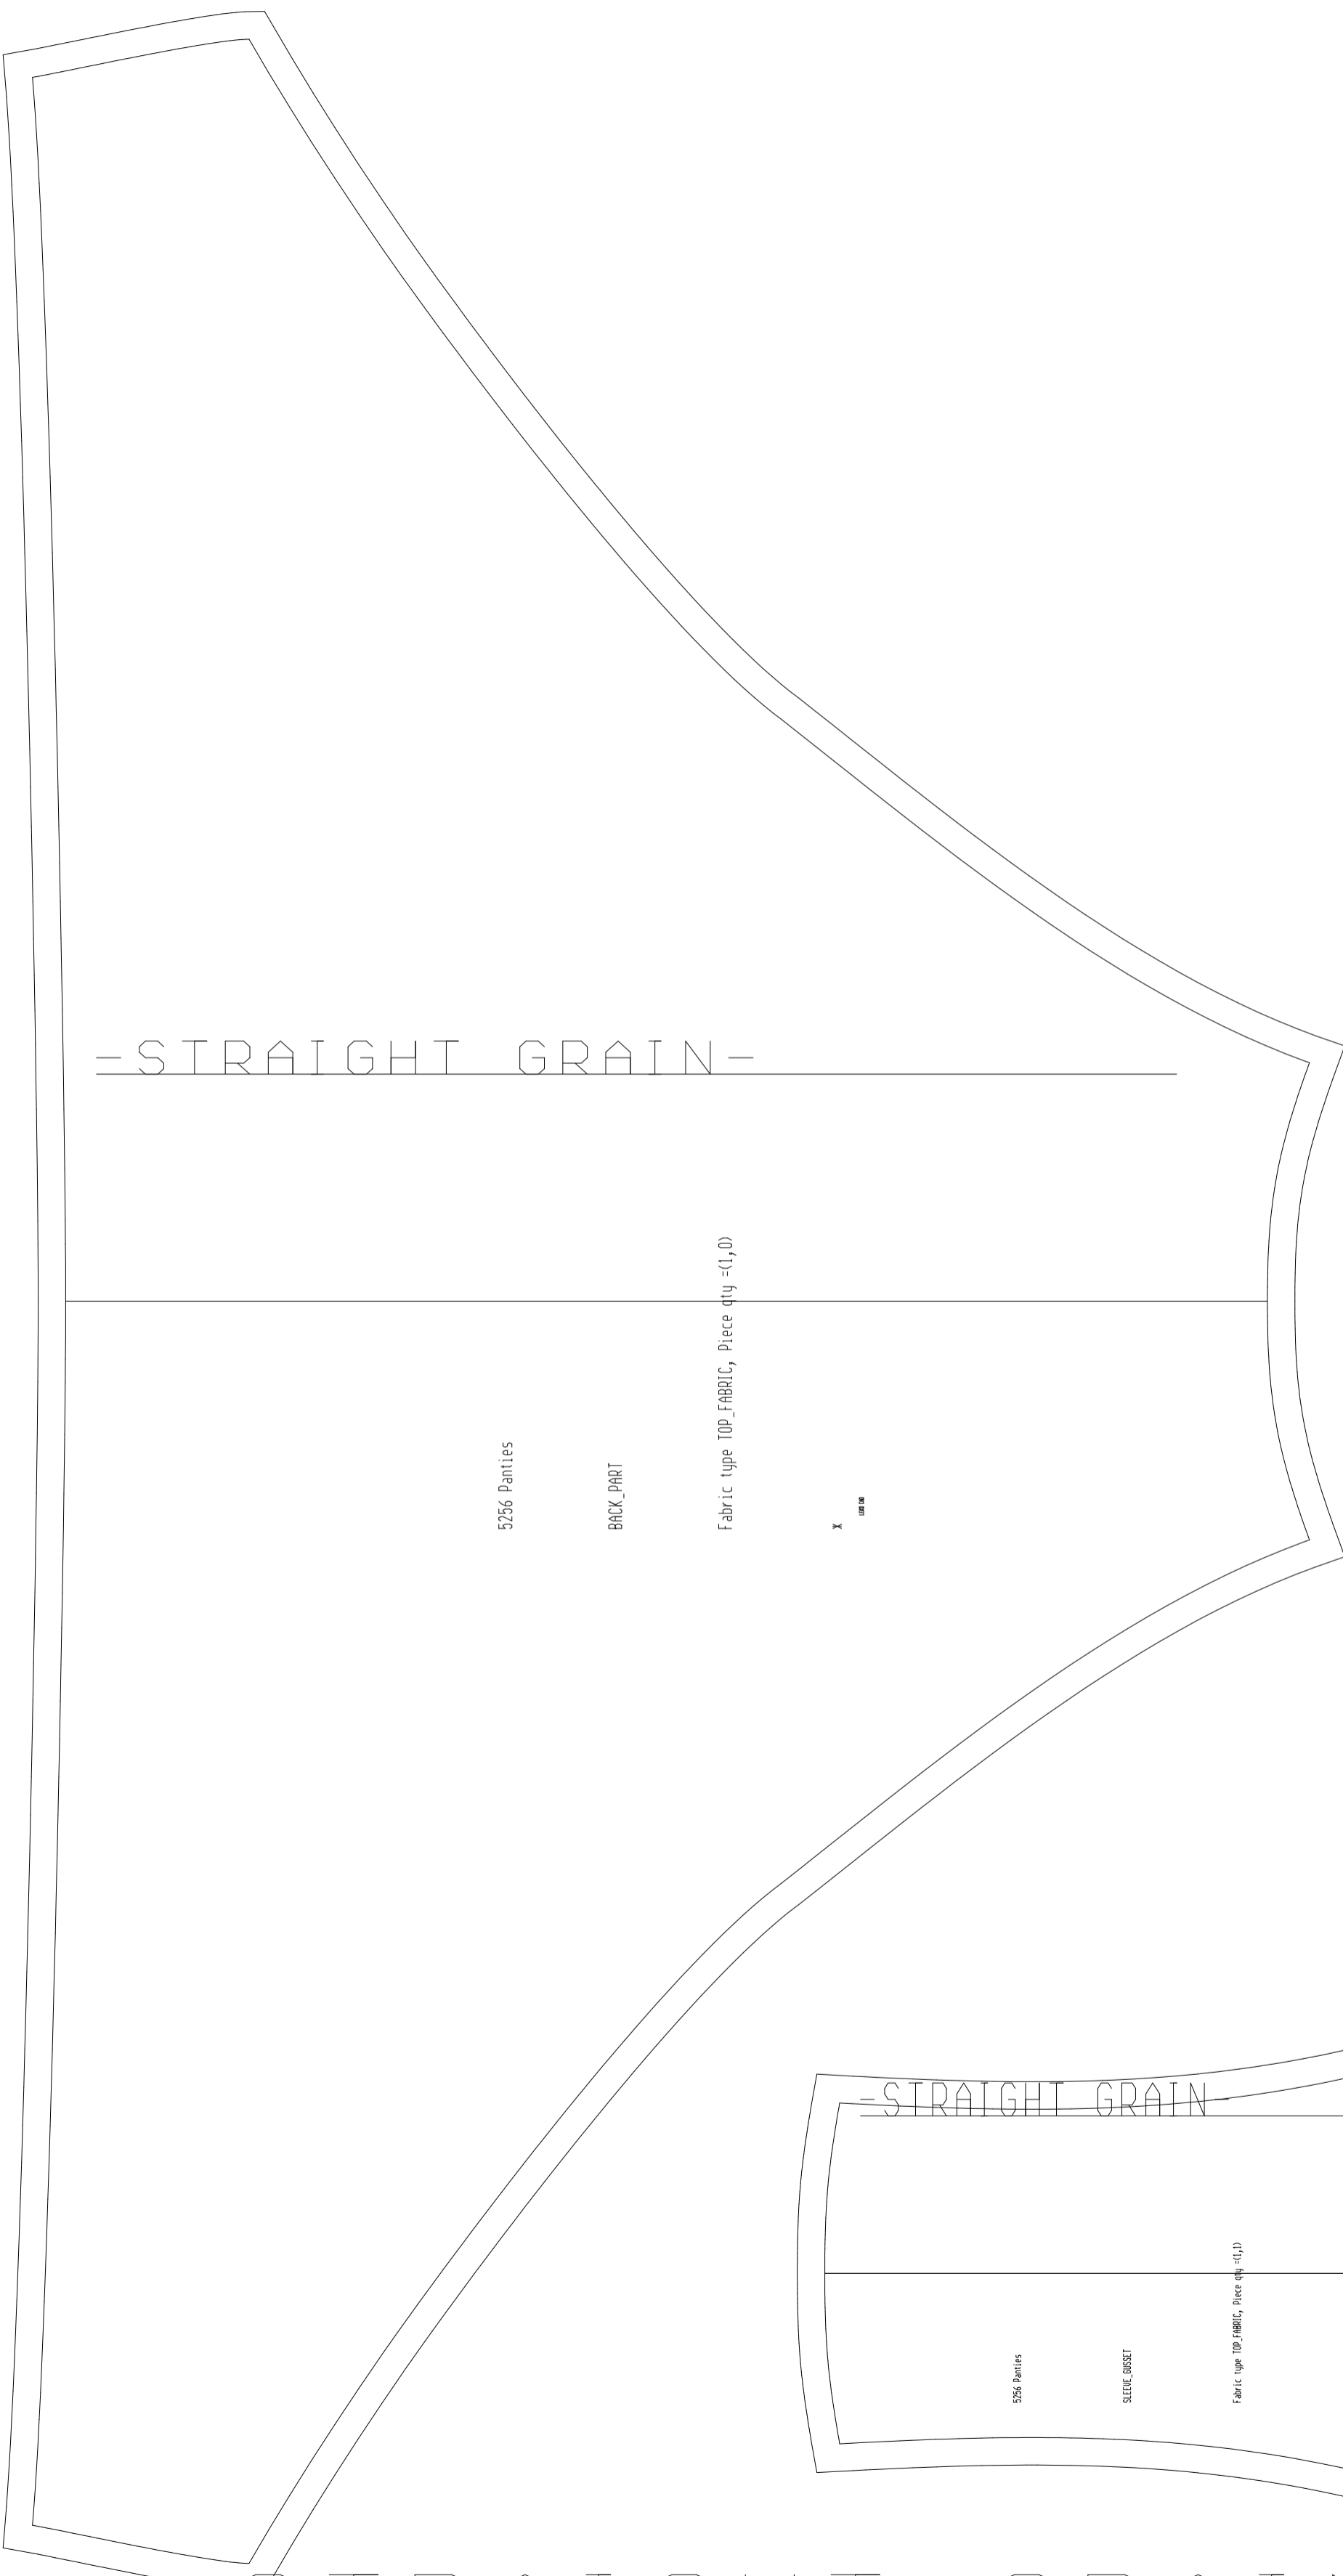 -STRAIGHT GRAIN-
5256 Panties
BACK_PART
Fabric type TOP_FABRIC, Piece qty =(1,0)
-STRAIGHT GRAIN-
5256 Panties
SLEEVE_GUSSET
Fabric type TOP_FABRIC, Piece qty =(1,1)